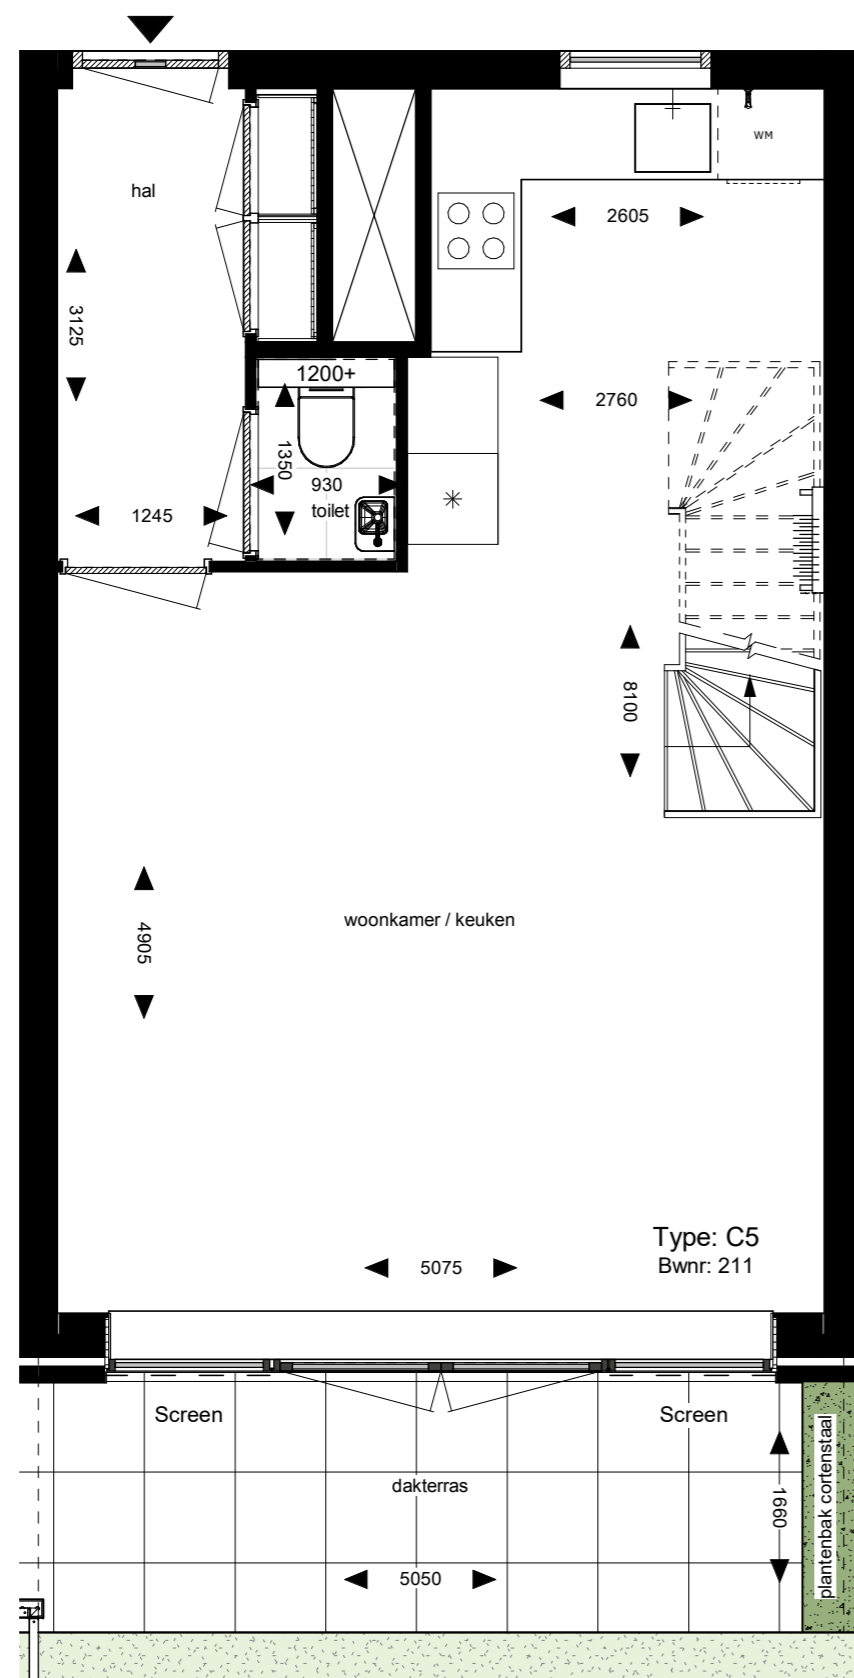 hal
WM
2605
3125
1200+
2760
1350
930
toilet
1245
8100
woonkamer / keuken
4905
Type: C5
Bwnr: 211
5075
Screen
Screen
plantenbak cortenstaal
dakterras
1660
5050